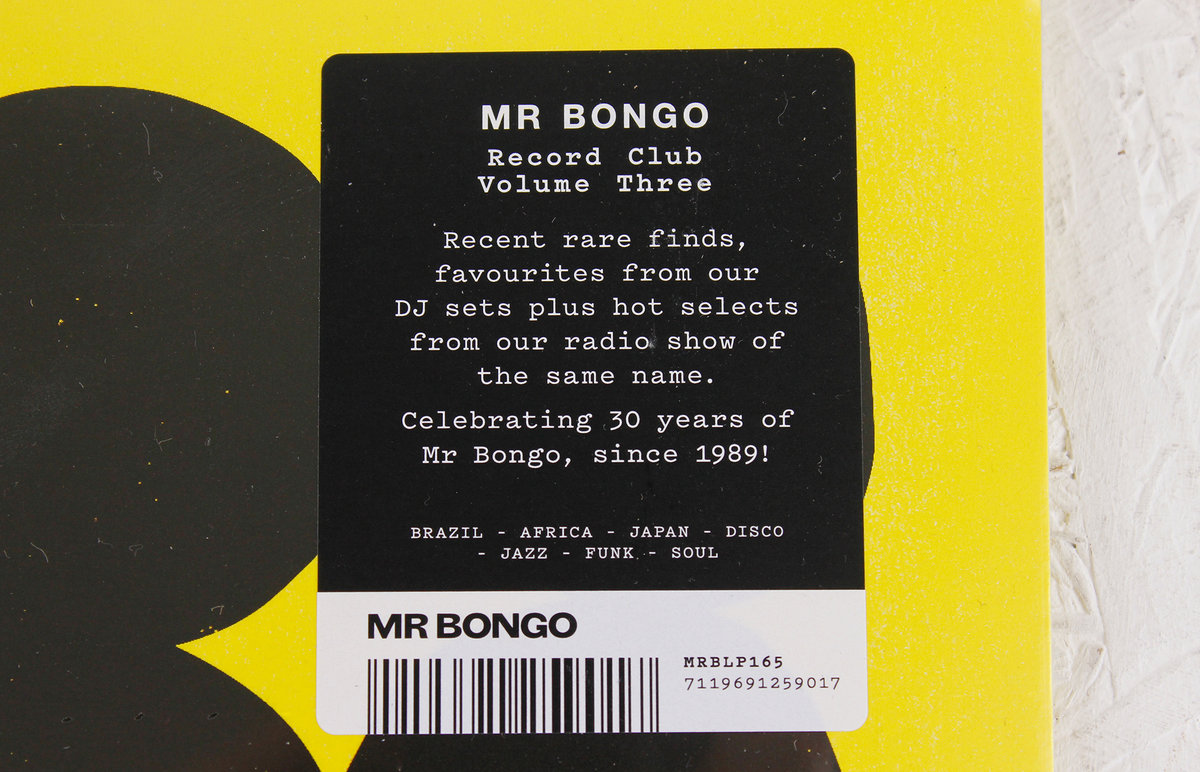 MR BONGO
Record Club
Volume Three
Recent rare finds,
favourites from our
DJ sets plus hot selects
from our radio show of
the same name.
Celebrating 30 years of
Mr Bongo, since 1989!
BRAZIL - AFRICA - JAPAN - DISCO
- JAZZ - FUNK - SOUL
MR BONGO
MRBLP165
7119691259017